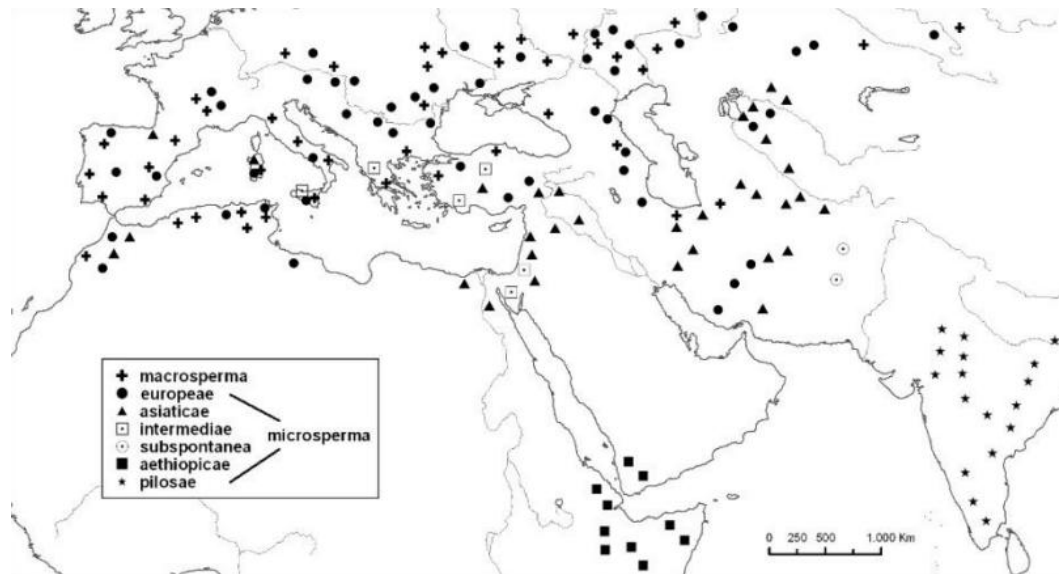 macrosperma
europeae
asiaticae
intermediae
microsperma
subspontanea
aethiopicae
pilosae
0 250 500 1.000 Km